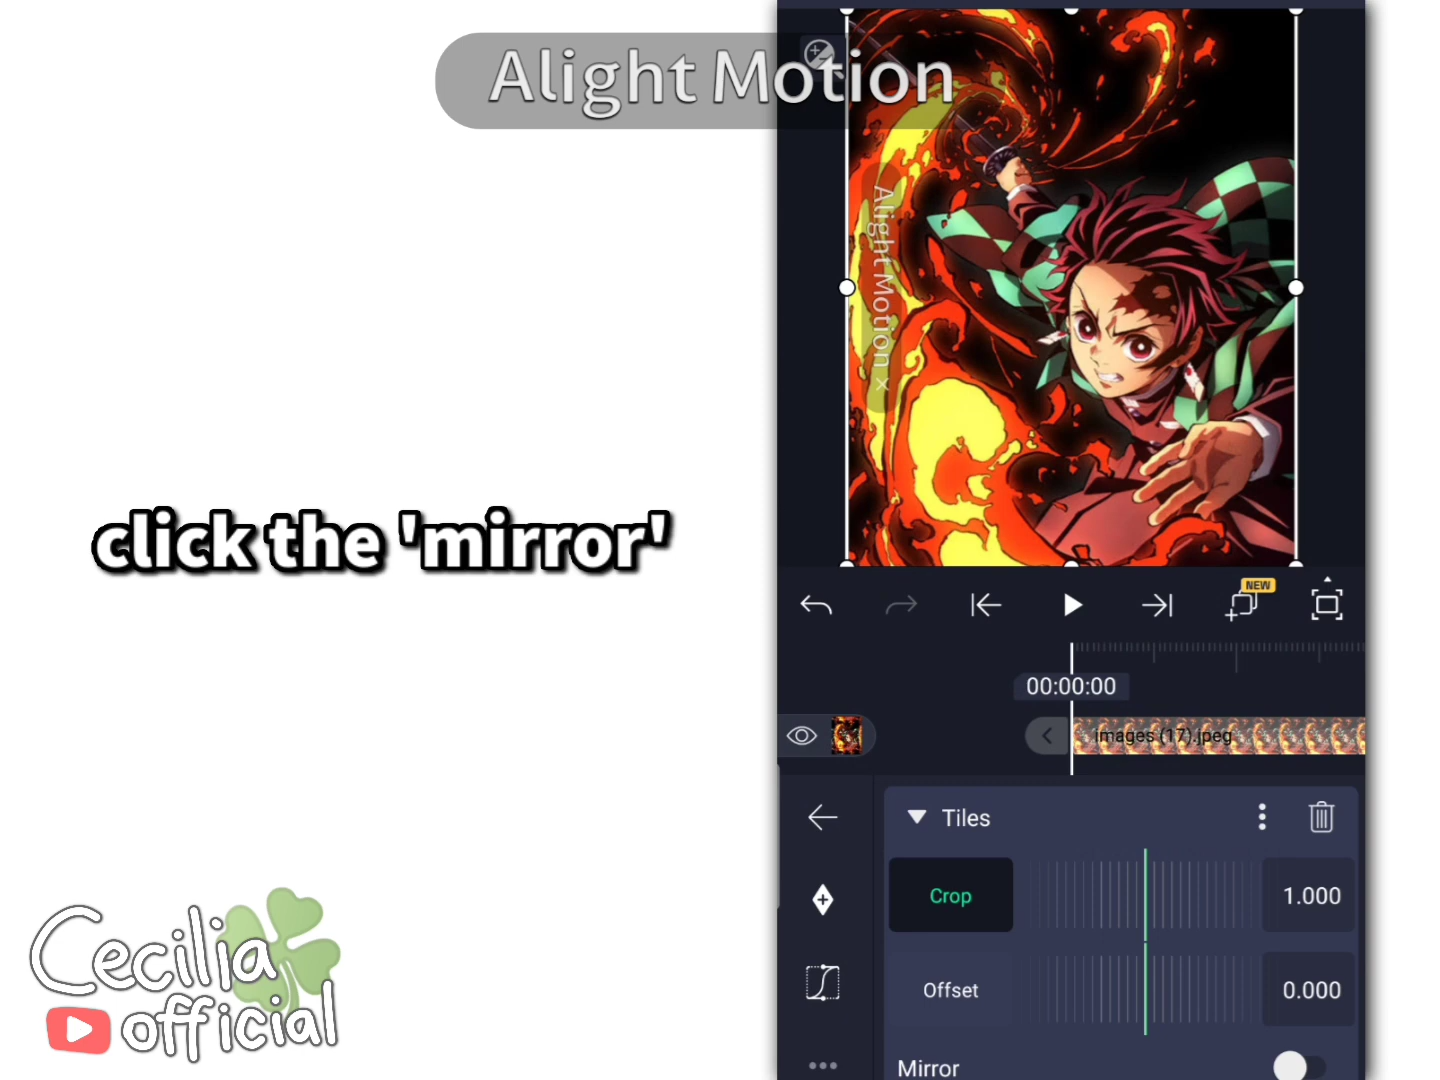 Alight Motion
Alight Motion ×
click the 'mirror'
NEW
00:00:00
images (17).jpeg
Tiles
Crop
1.000
Offset
0.000
Mirror
Cecilia
official